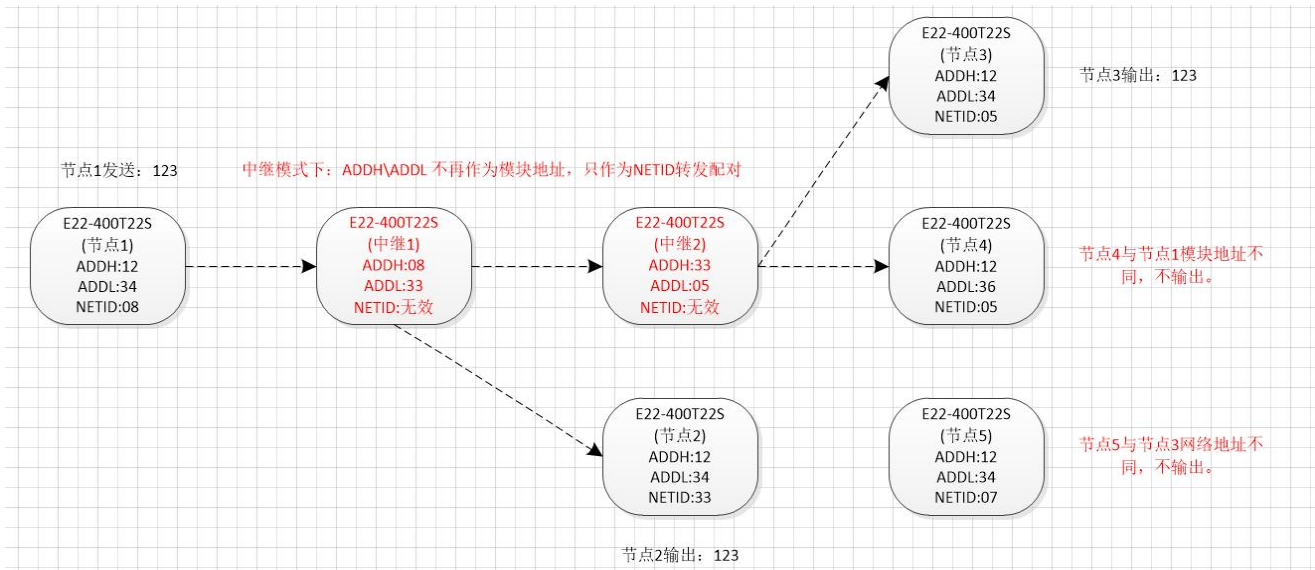 E22-400T22S
(节点3)
ADDH:12
ADDL:34
NETID:05
节点3输出：123
节点1发送：123
中继模式下：ADDH\ADDL 不再作为模块地址，只作为NETID转发配对
E22-400T22S
(节点1)
ADDH:12
ADDL:34
NETID:08
E22-400T22S
(中继1)
ADDH:08
ADDL:33
NETID:无效
E22-400T22S
(中继2)
ADDH:33
ADDL:05
NETID:无效
E22-400T22S
(节点4)
ADDH:12
ADDL:36
NETID:05
节点4与节点1模块地址不
同，不输出。
E22-400T22S
(节点2)
ADDH:12
ADDL:34
NETID:33
E22-400T22S
(节点5)
ADDH:12
ADDL:34
NETID:07
节点5与节点3网络地址不
同，不输出。
节点2输出：123